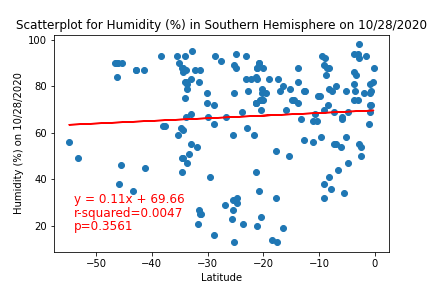 Scatterplot for Humidity (%) in Southern Hemisphere on 10/28/2020
100
80
60
40
20
Humidity (%) on 10/28/2020
y = 0.11x + 69.66
r-squared=0.0047
p=0.3561
−50 −40 −30 −20 −10 0
Latitude